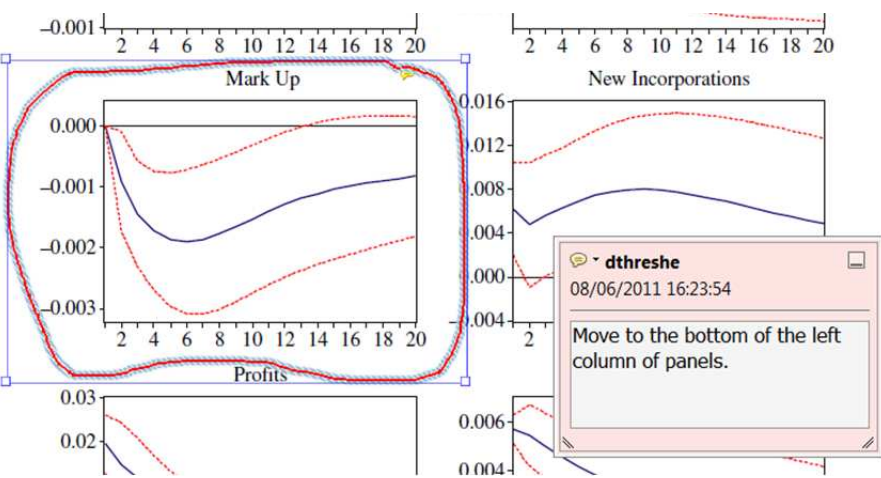 −0.001
2 4 6 8 10 12 14 16 18 20
2 4 6 8 10 12 14 16 18 20
Mark Up
New Incorporations
0.000
−0.001
−0.002
−0.003
2 4 6 8 10 12 14 16 18 20
0.016
0.012
.008
.004
.000
.004
2
dthreshe
08/06/2011 16:23:54
Move to the bottom of the left
column of panels.
Profits
0.03
0.02
0.006
0.004